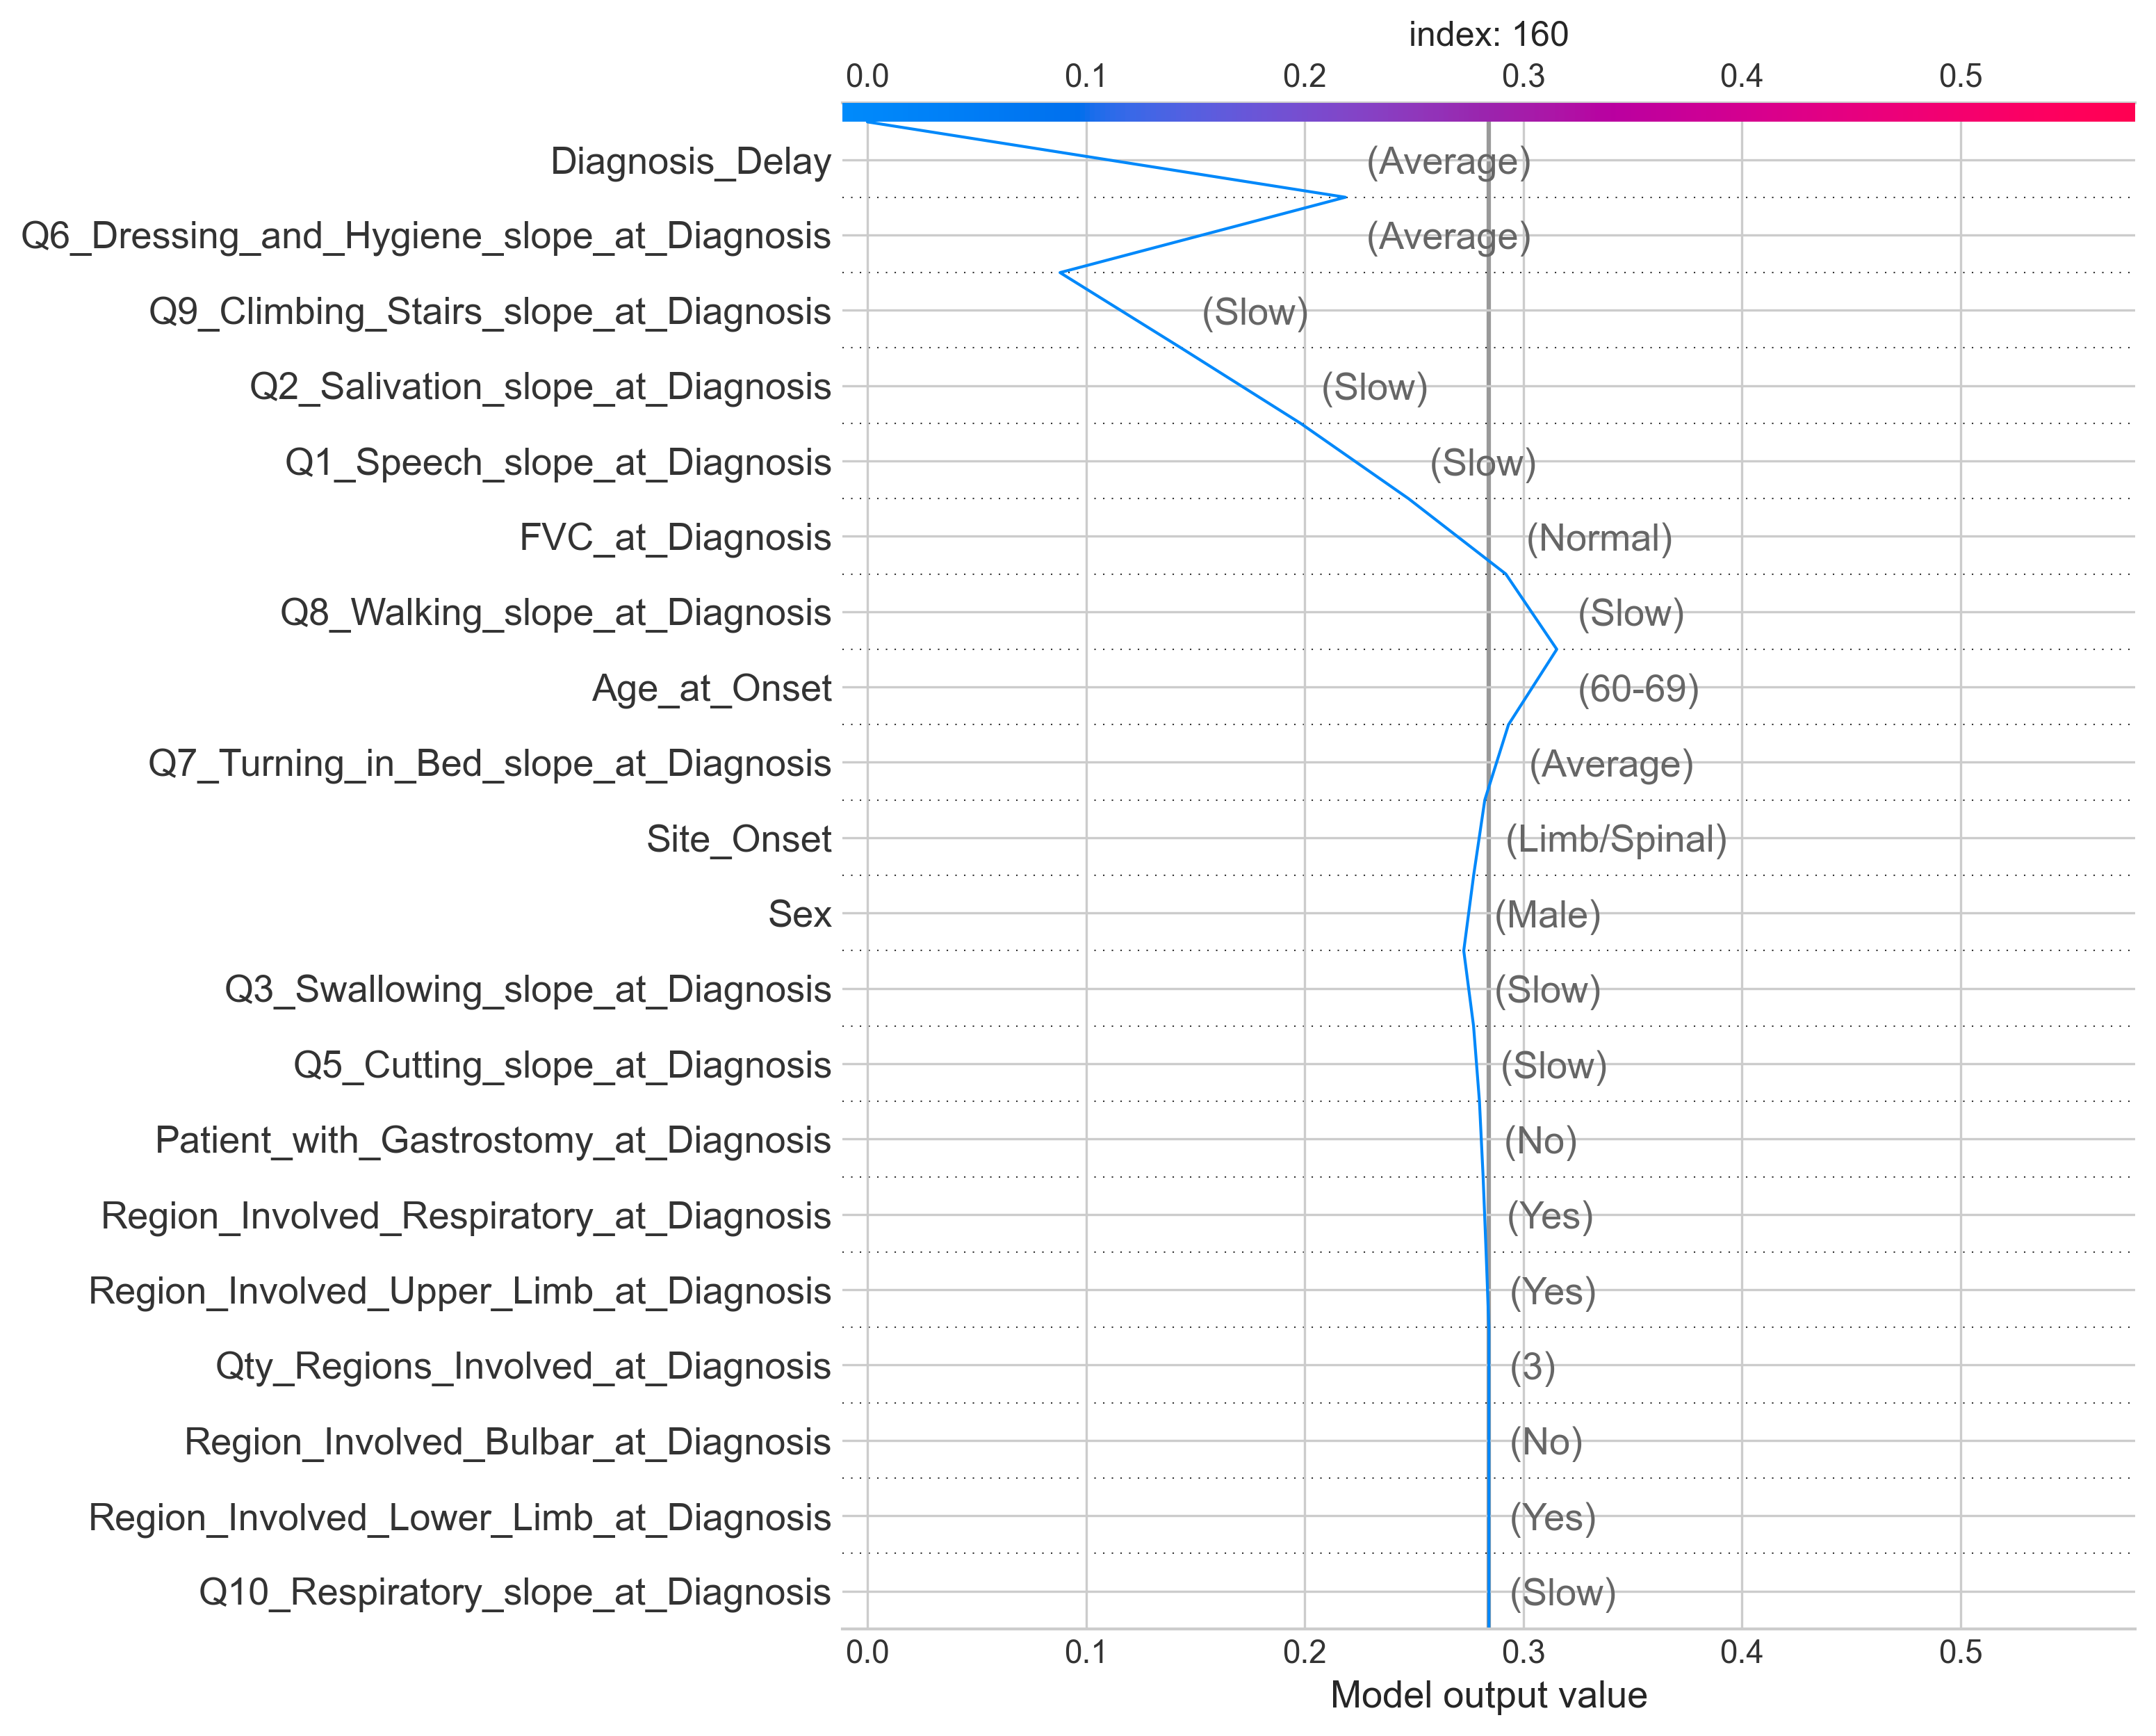 index: 160
0.0 0.1 0.2 0.3 0.4 0.5
Diagnosis_Delay (Average)
Q6_Dressing_and_Hygiene_slope_at_Diagnosis (Average)
Q9_Climbing_Stairs_slope_at_Diagnosis (Slow)
Q2_Salivation_slope_at_Diagnosis (Slow)
Q1_Speech_slope_at_Diagnosis (Slow)
FVC_at_Diagnosis (Normal)
Q8_Walking_slope_at_Diagnosis (Slow)
Age_at_Onset (60-69)
Q7_Turning_in_Bed_slope_at_Diagnosis (Average)
Site_Onset (Limb/Spinal)
Sex (Male)
Q3_Swallowing_slope_at_Diagnosis (Slow)
Q5_Cutting_slope_at_Diagnosis (Slow)
Patient_with_Gastrostomy_at_Diagnosis (No)
Region_Involved_Respiratory_at_Diagnosis (Yes)
Region_Involved_Upper_Limb_at_Diagnosis (Yes)
Qty_Regions_Involved_at_Diagnosis (3)
Region_Involved_Bulbar_at_Diagnosis (No)
Region_Involved_Lower_Limb_at_Diagnosis (Yes)
Q10_Respiratory_slope_at_Diagnosis (Slow)
0.0 0.1 0.2 0.3 0.4 0.5
Model output value